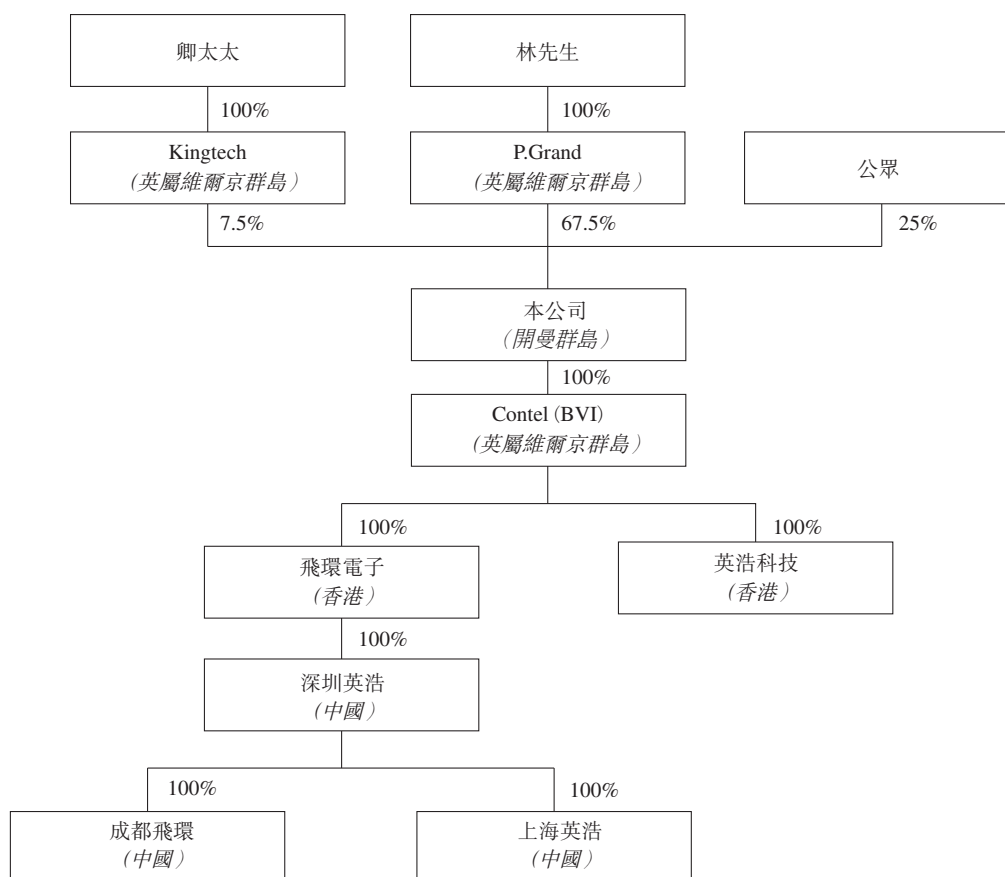 卿太太
林先生
100%
100%
Kingtech
(英屬維爾京群島)
P.Grand
(英屬維爾京群島)
公眾
7.5%
67.5%
25%
本公司
(開曼群島)
100%
Contel (BVI)
(英屬維爾京群島)
100%
100%
飛環電子
(香港)
英浩科技
(香港)
100%
深圳英浩
(中國)
100%
100%
成都飛環
(中國)
上海英浩
(中國)